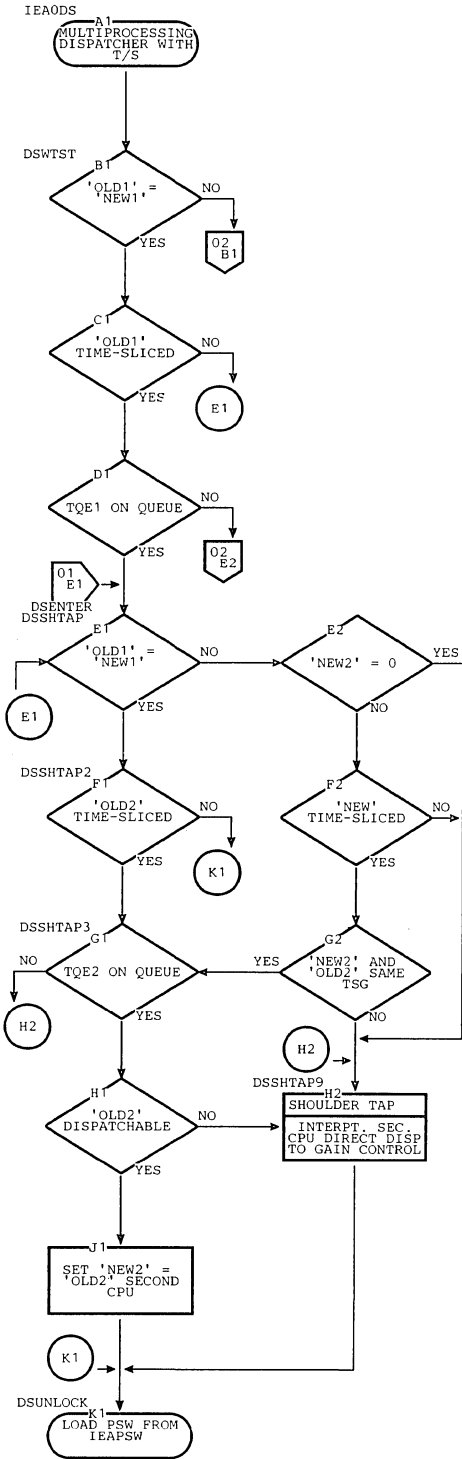 IEA0DS
A1
MULTIPROCESSING
DISPATCHER WITH
T/S
DSWTST
B1
'OLD1' =
'NEW1'
NO
02
B1
YES
C1
'OLD1'
TIME-SLICED
NO
E1
YES
D1
TQE1 ON QUEUE
NO
02
E2
YES
01
E1
DSENTER
DSSHTAP
E1
'OLD1' =
'NEW1'
NO
E1
YES
E2
'NEW2' = 0
YES
NO
DSSHTAP2
F1
'OLD2'
TIME-SLICED
NO
K1
YES
F2
'NEW'
TIME-SLICED
NO
YES
DSSHTAP3
G1
TQE2 ON QUEUE
NO
H2
YES
G2
'NEW2' AND
'OLD2' SAME
TSG
YES
NO
H2
H1
'OLD2'
DISPATCHABLE
NO
YES
DSSHTAP9
H2
SHOULDER TAP
INTERPT. SEC.
CPU DIRECT DISP
TO GAIN CONTROL
J1
SET 'NEW2' =
'OLD2' SECOND
CPU
K1
DSUNLOCK
K1
LOAD PSW FROM
IEAPSW